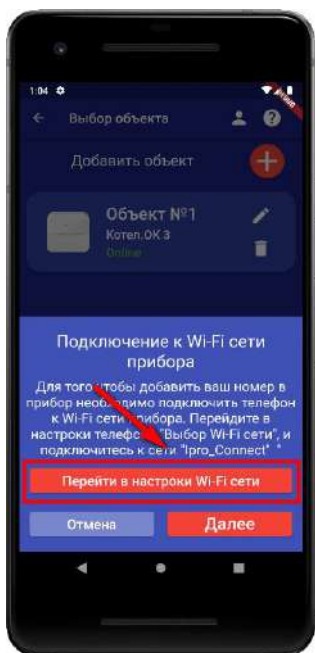 1:04
Выбор объекта
Добавить объект
Объект №1
Котел.ОК 3
Online
Подключение к Wi-Fi сети
прибора
Для того чтобы добавить ваш номер в
прибор необходимо подключить телефон
к Wi-Fi сети прибора. Перейдите в
настроки телефона "Выбор Wi-Fi сети", и
подключитесь к сети "Ipro_Connect" "
Перейти в настроки Wi-Fi сети
Отмена
Далее